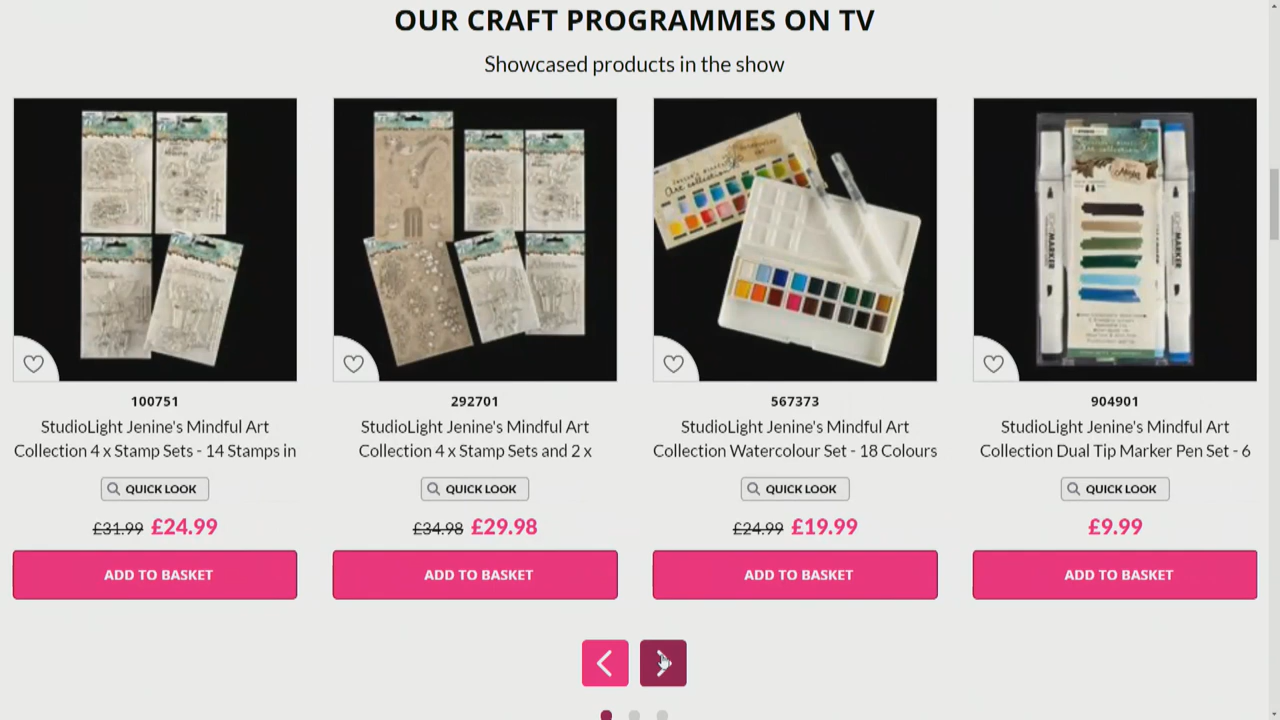 OUR CRAFT PROGRAMMES ON TV
Showcased products in the show
Art collection
MARKER
MARKER
100751
StudioLight Jenine's Mindful Art
Collection 4 x Stamp Sets - 14 Stamps in
QUICK LOOK
£31.99 £24.99
ADD TO BASKET
292701
StudioLight Jenine's Mindful Art
Collection 4 x Stamp Sets and 2 x
QUICK LOOK
£34.98 £29.98
ADD TO BASKET
567373
StudioLight Jenine's Mindful Art
Collection Watercolour Set - 18 Colours
QUICK LOOK
£24.99 £19.99
ADD TO BASKET
904901
StudioLight Jenine's Mindful Art
Collection Dual Tip Marker Pen Set - 6
QUICK LOOK
£9.99
ADD TO BASKET